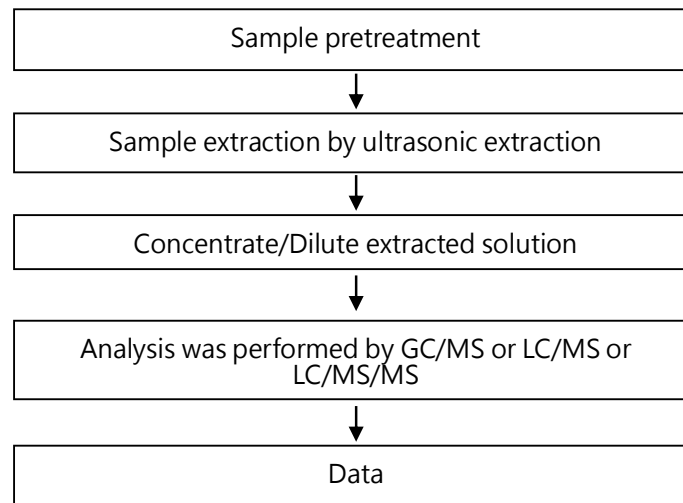 Sample pretreatment
Sample extraction by ultrasonic extraction
Concentrate/Dilute extracted solution
Analysis was performed by GC/MS or LC/MS or
LC/MS/MS
Data